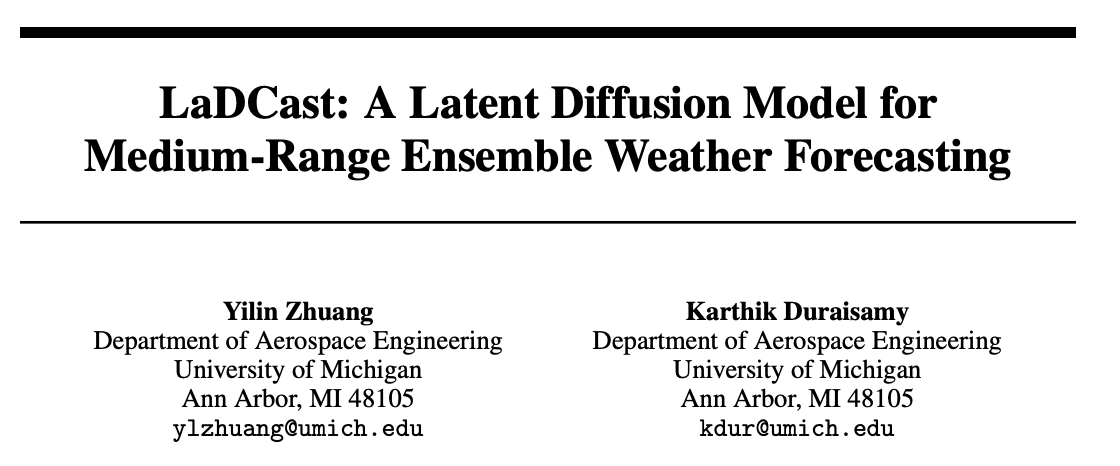 LaDCast: A Latent Diffusion Model for
Medium-Range Ensemble Weather Forecasting
Yilin Zhuang
Department of Aerospace Engineering
University of Michigan
Ann Arbor, MI 48105
ylzhuang@umich.edu
Karthik Duraisamy
Department of Aerospace Engineering
University of Michigan
Ann Arbor, MI 48105
kdur@umich.edu